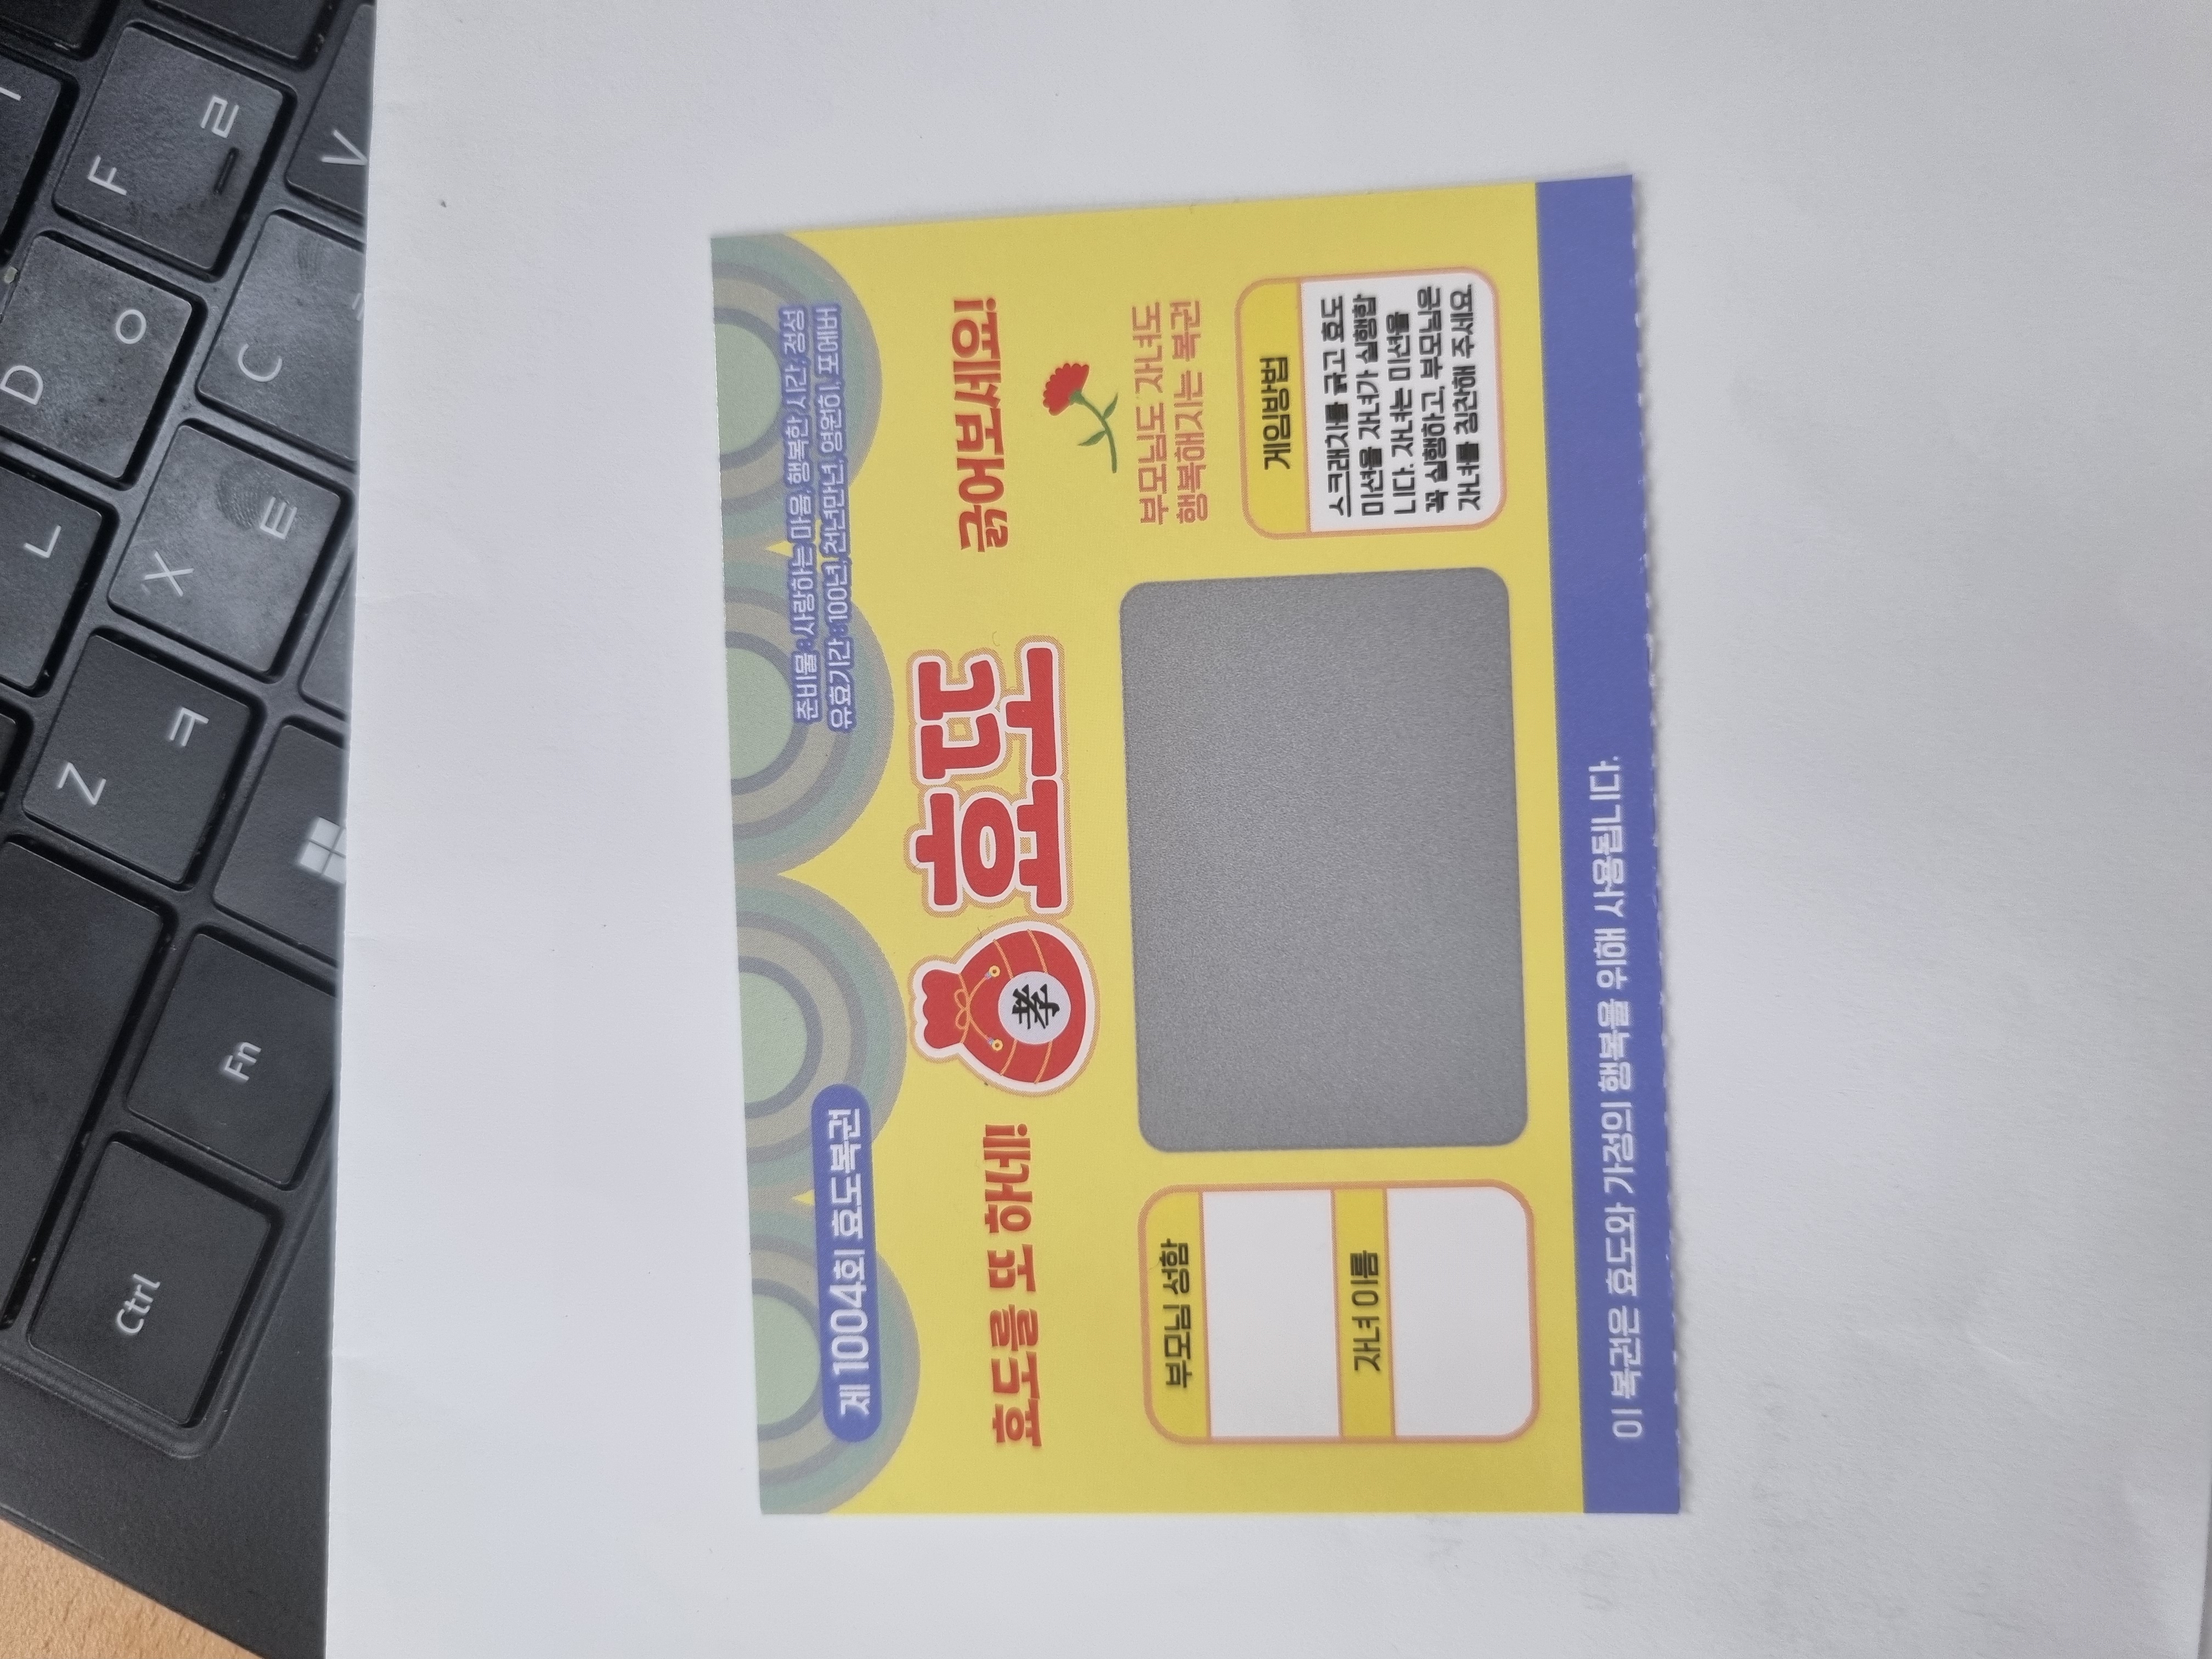 제 1004회 효도복권
준비물 : 사랑하는 마음, 행복한 시간, 정성
유효기간 : 100년, 천년만년, 영원히, 포에버
효도를 또 하네!
孝
효또
긁어보세요!
부모님 성함
자녀 이름
부모님도 자녀도
행복해지는 복권
게임방법
스크래치를 긁고 효도
미션을 자녀가 실행합
니다. 자녀는 미션을
꼭 실행하고, 부모님은
자녀를 칭찬해 주세요.
이 복권은 효도와 가정의 행복을 위해 사용됩니다.
Ctrl
Fn
Z ㅋ
X ㅌ
C
V
L
D ㅇ
F ㄹ